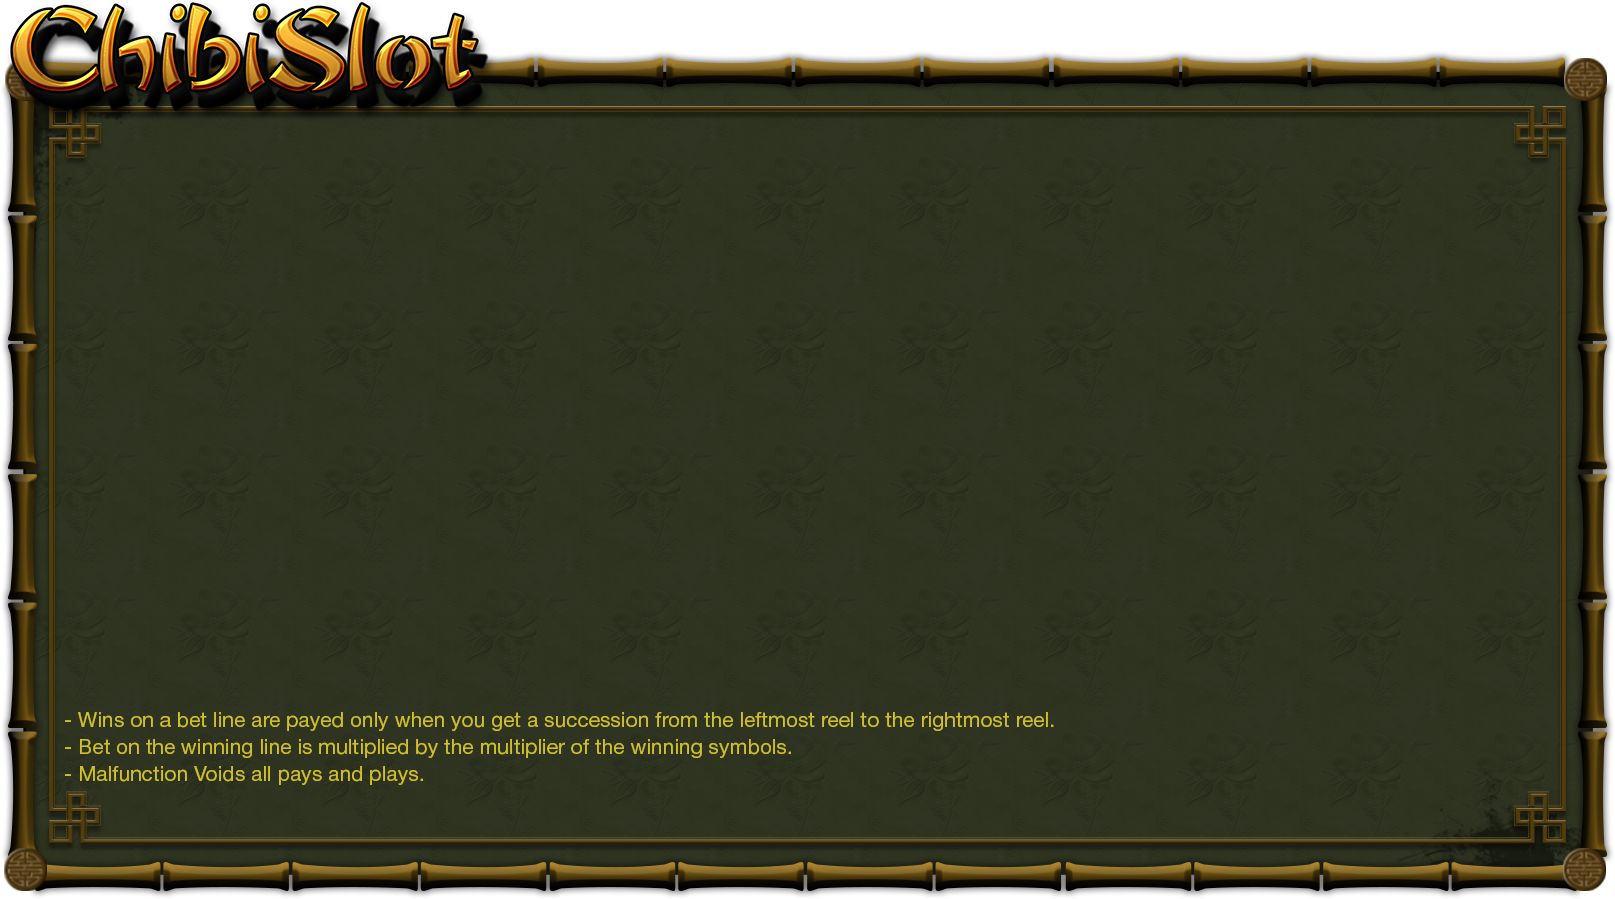 ChibiSlot
- Wins on a bet line are payed only when you get a succession from the leftmost reel to the rightmost reel.
- Bet on the winning line is multiplied by the multiplier of the winning symbols.
- Malfunction Voids all pays and plays.